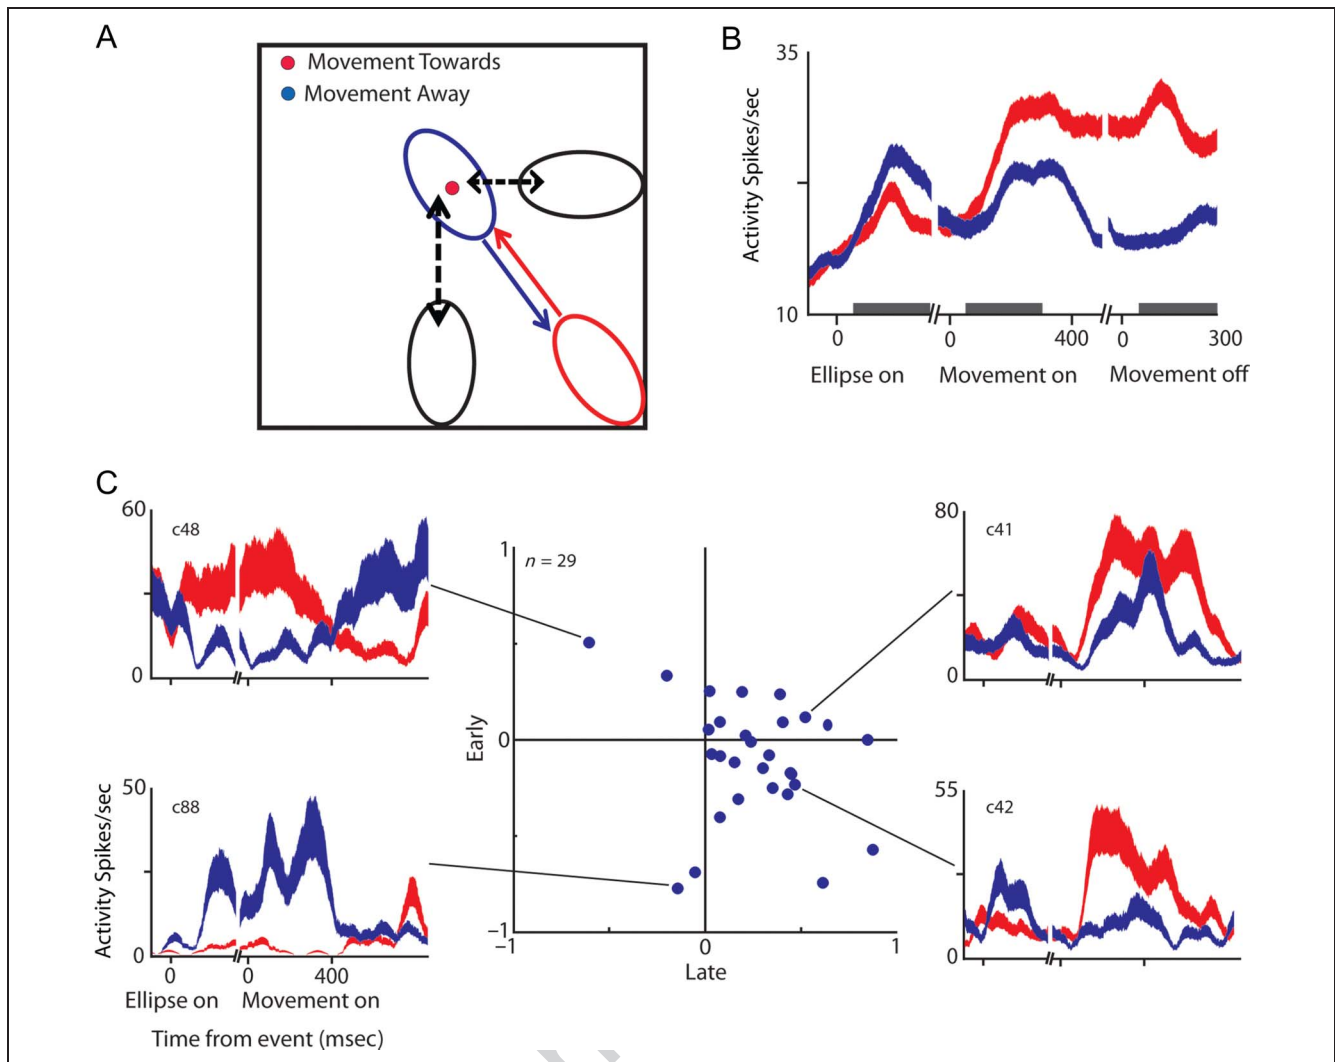 A
Movement Towards
Movement Away
B
35
Activity Spikes/sec
10
0
0
400
0
300
Ellipse on
Movement on
Movement off
C
60
c48
0
50
Activity Spikes/sec
c88
0
0
0
400
Ellipse on
Movement on
Time from event (msec)
1
n = 29
Early
0
−1
−1
0
1
Late
80
c41
0
55
c42
0